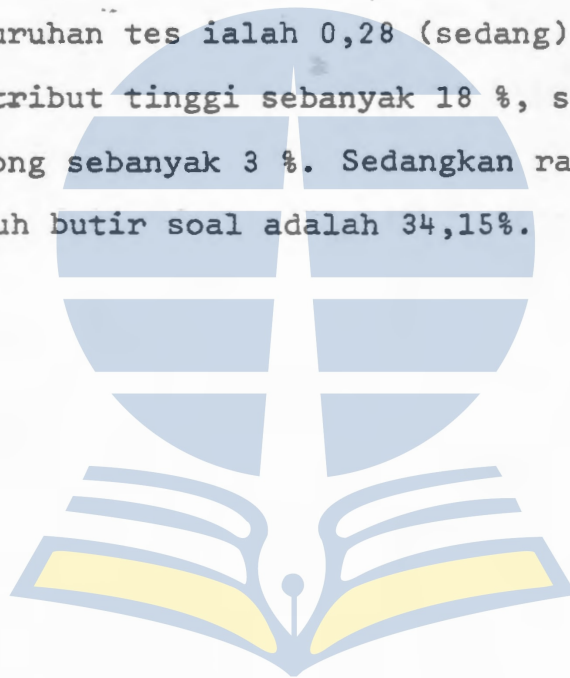 uruhan tes ialah 0,28 (sedang)
tribut tinggi sebanyak 18 %, s
ong sebanyak 3 %. Sedangkan ra
uh butir soal adalah 34,15%.